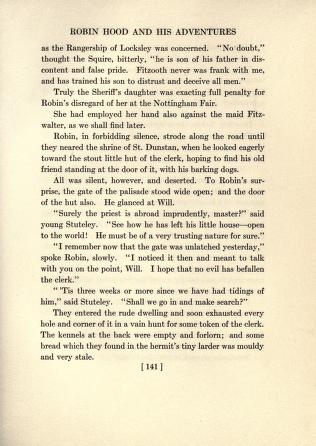 ROBIN HOOD AND HIS ADVENTURES
as the Rangership of Locksley was concerned. "No doubt,"
thought the Squire, bitterly, "he is son of his father in dis-
content and false pride. Fitzooth never was frank with me,
and has trained his son to distrust and deceive all men."
Truly the Sheriff's daughter was exacting full penalty for
Robin's disregard of her at the Nottingham Fair.
She had employed her hand also against the maid Fitz-
walter, as we shall find later.
Robin, in forbidding silence, strode along the road until
they neared the shrine of St. Dunstan, when he looked eagerly
toward the stout little hut of the clerk, hoping to find his old
friend standing at the door of it, with his barking dogs.
All was silent, however, and deserted. To Robin's sur-
prise, the gate of the palisade stood wide open; and the door
of the hut also. He glanced at Will.
"Surely the priest is abroad imprudently, master?" said
young Stuteley. "See how he has left his little house—open
to the world! He must be of a very trusting nature for sure."
"I remember now that the gate was unlatched yesterday,"
spoke Robin, slowly. "I noticed it then and meant to talk
with you on the point, Will. I hope that no evil has befallen
the clerk."
"'Tis three weeks or more since we have had tidings of
him," said Stuteley. "Shall we go in and make search?"
They entered the rude dwelling and soon exhausted every
hole and corner of it in a vain hunt for some token of the clerk.
The kennels at the back were empty and forlorn; and some
bread which they found in the hermit's tiny larder was mouldy
and very stale.
[ 141 ]